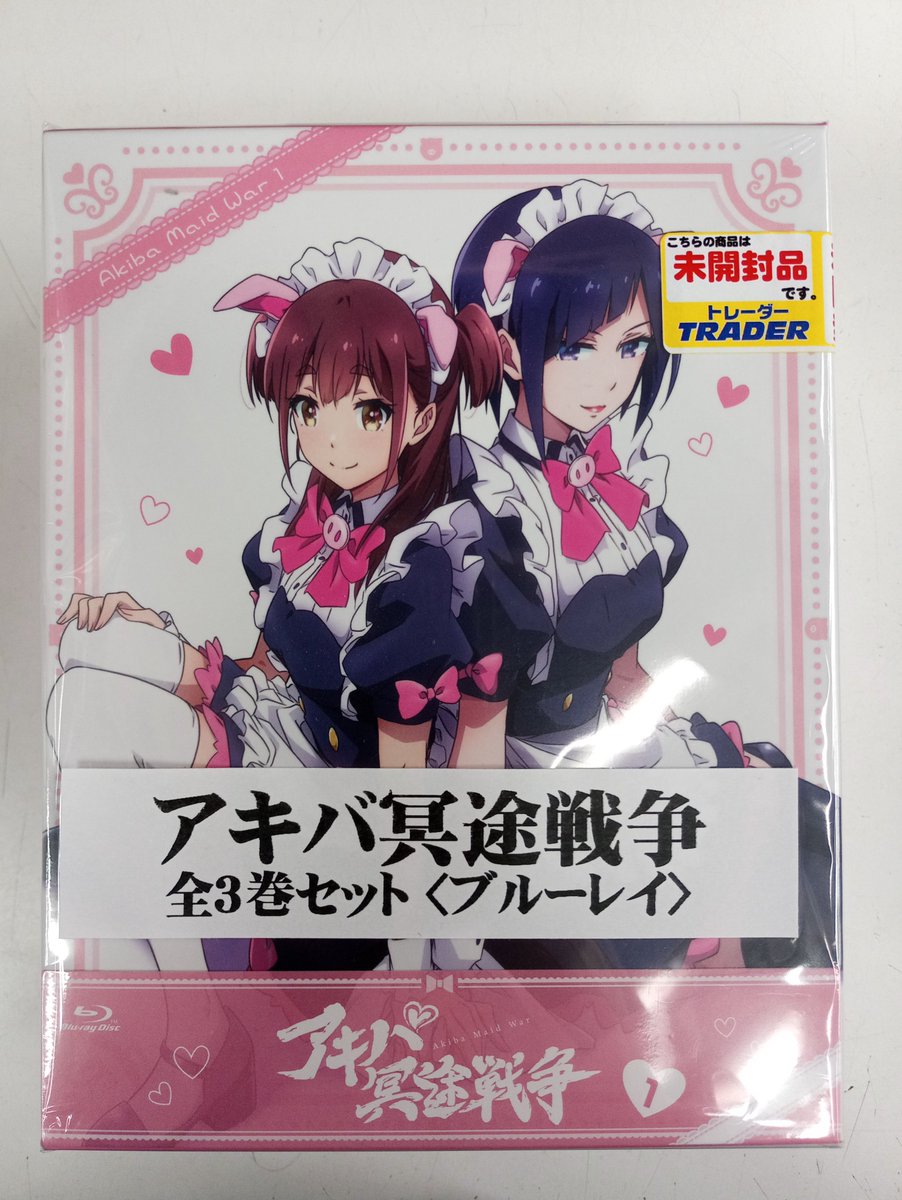 Akiba Maid War 1
こちらの商品は
未開封品
です。
トレーダー
TRADER
アキバ冥途戦争
全3巻セット〈ブルーレイ〉
Blu-ray Disc
アキバ
Akiba Maid War
冥途戦争
1